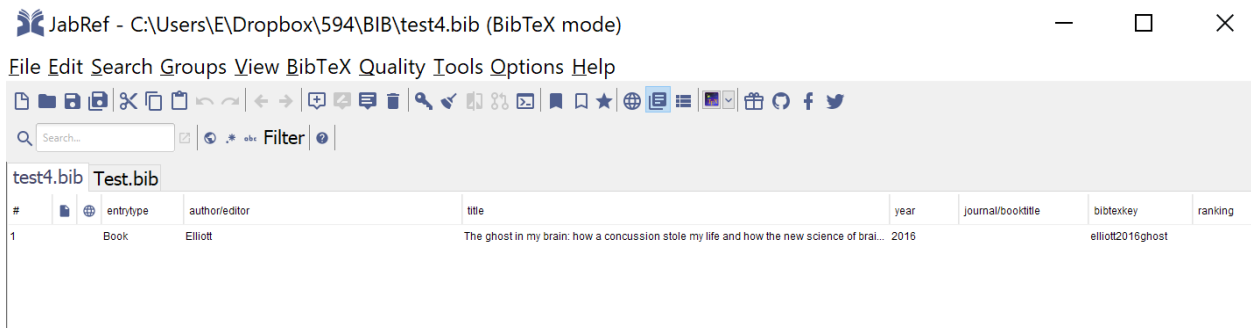 JabRef - C:\Users\E\Dropbox\594\BIB\test4.bib (BibTeX mode)
File Edit Search Groups View BibTeX Quality Tools Options Help
Search... .* abc Filter
test4.bib Test.bib
# entrytype author/editor title year journal/booktitle bibtexkey ranking
1 Book Elliott The ghost in my brain: how a concussion stole my life and how the new science of brai... 2016 elliott2016ghost